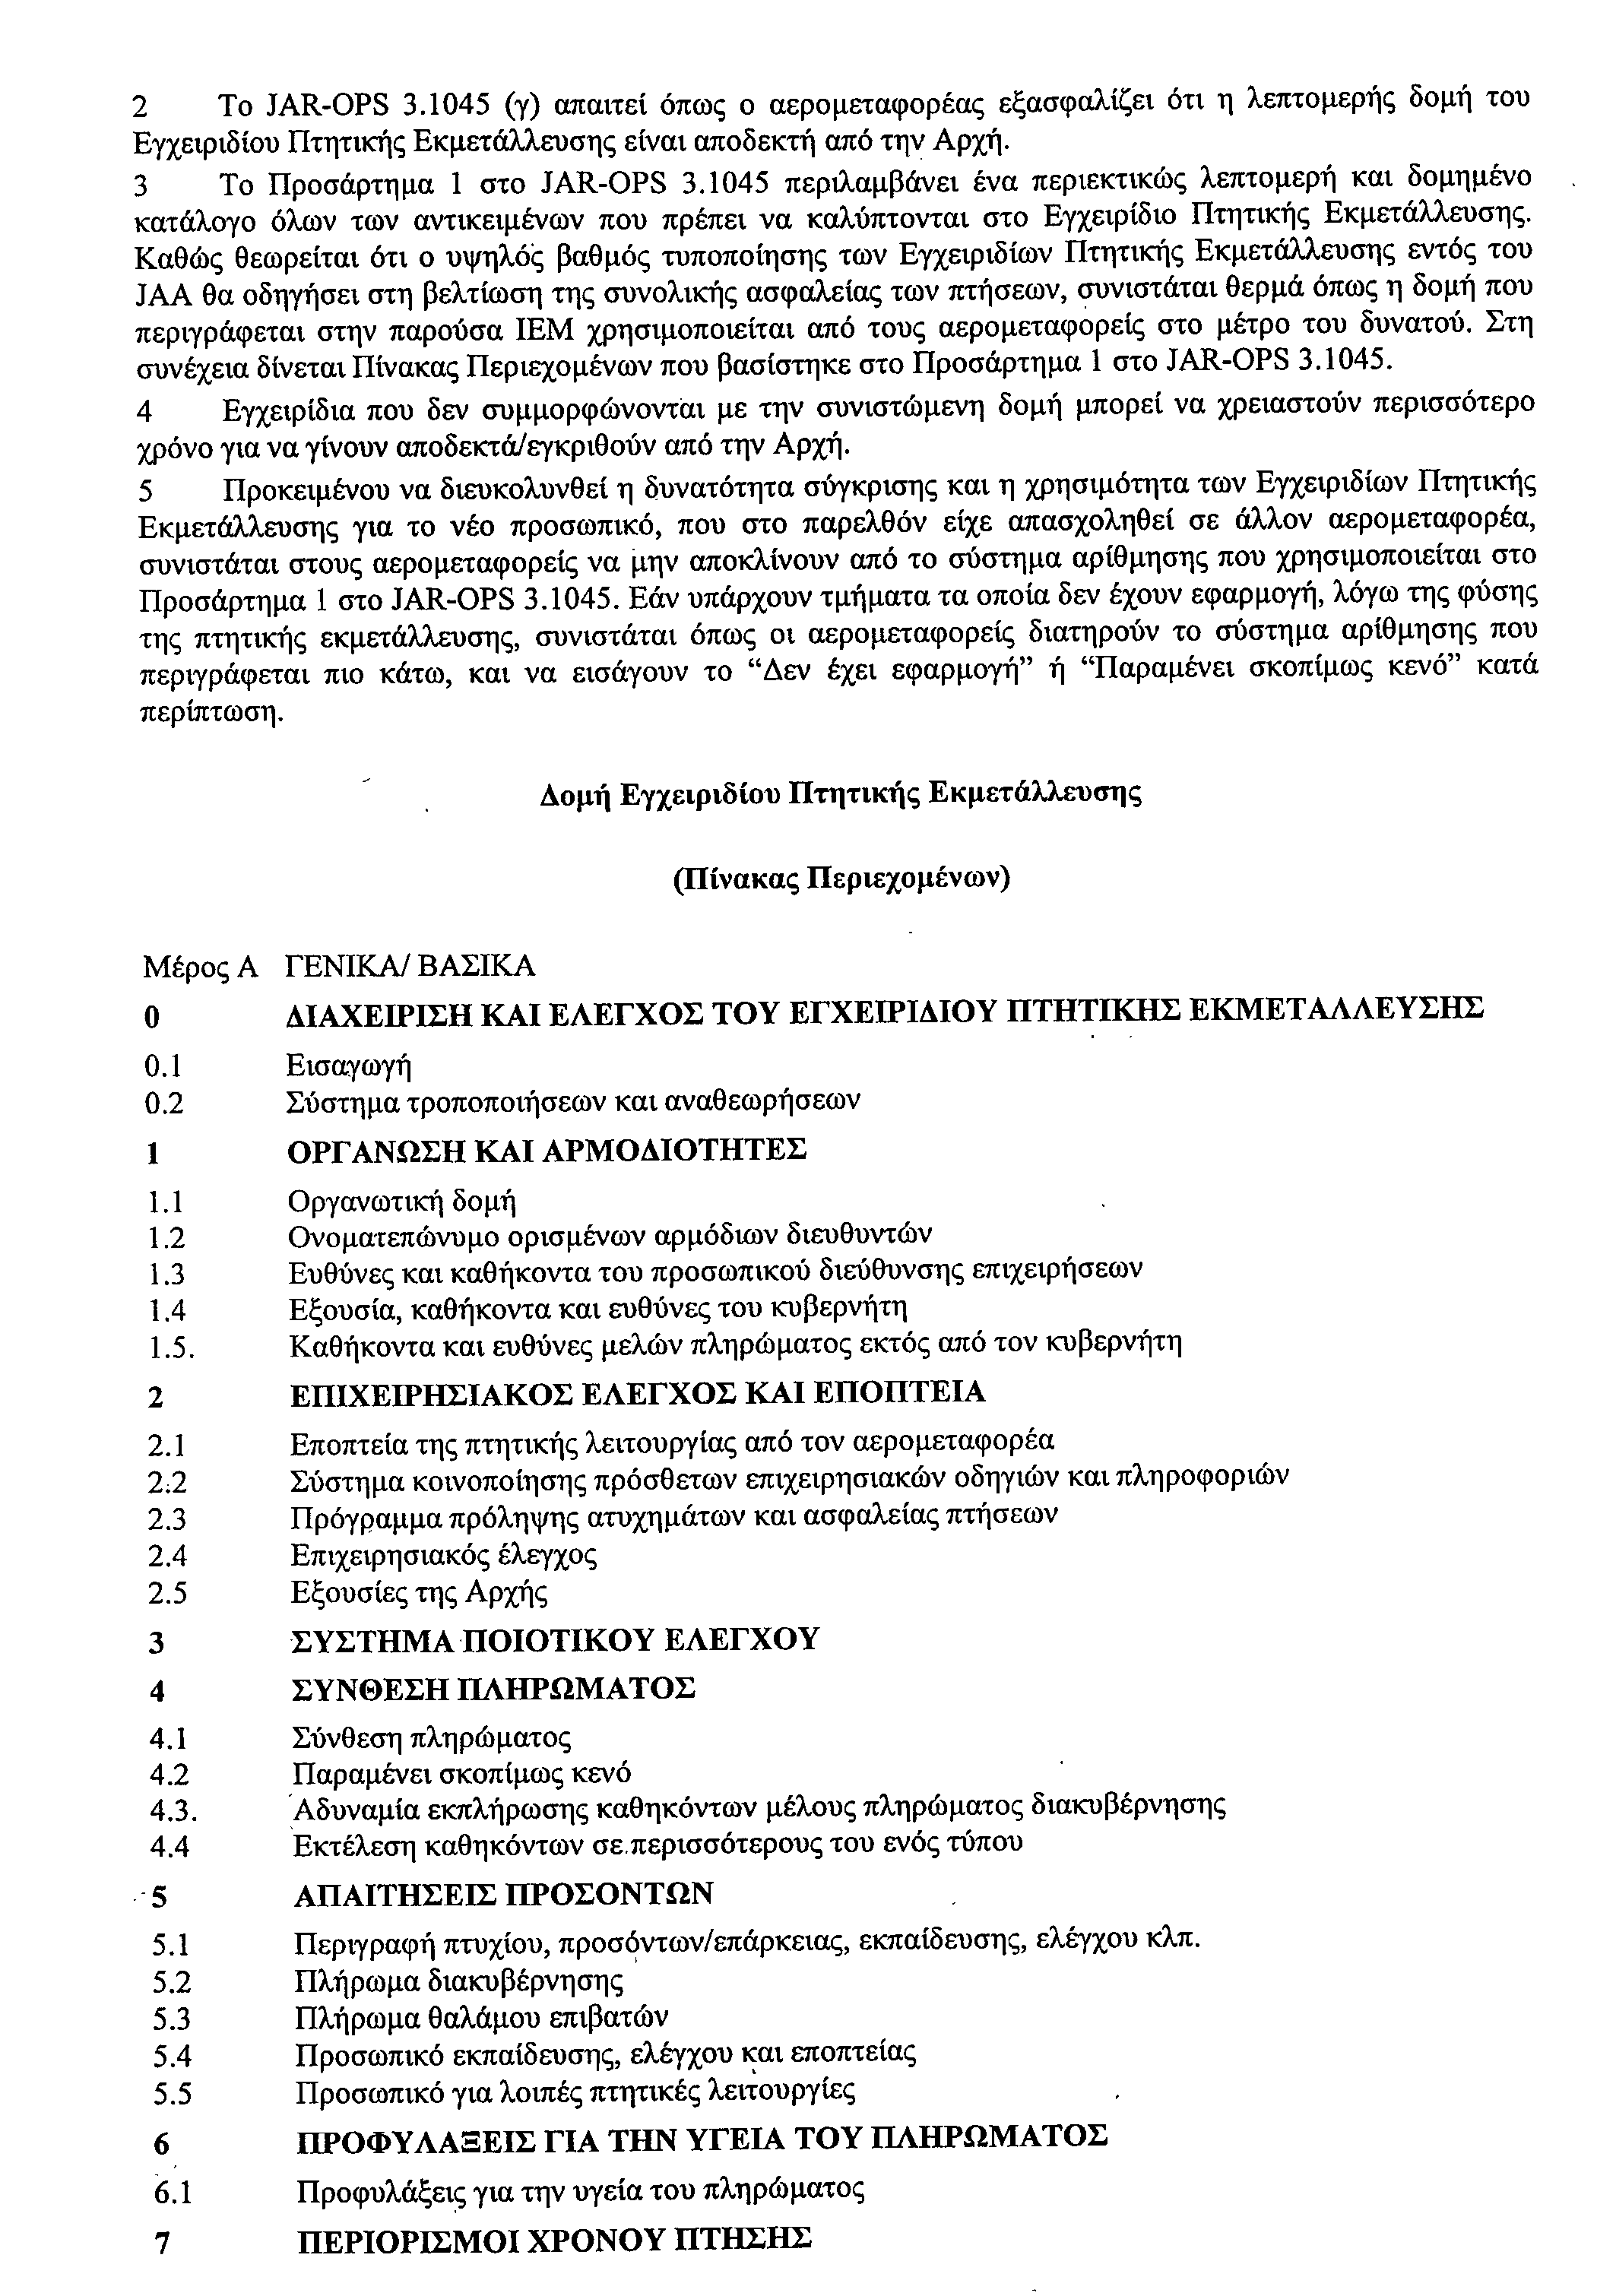 2 Το JAR-OPS 3.1045 (γ) απαιτεί όπως ο αερομεταφορέας εξασφαλίζει ότι η λεπτομερής δομή του
Εγχειριδίου Πτητικής Εκμετάλλευσης είναι αποδεκτή από την Αρχή.
3 Το Προσάρτημα 1 στο JAR-OPS 3.1045 περιλαμβάνει ένα περιεκτικώς λεπτομερή και δομημένο
κατάλογο όλων των αντικειμένων που πρέπει να καλύπτονται στο Εγχειρίδιο Πτητικής Εκμετάλλευσης.
Καθώς θεωρείται ότι ο υψηλός βαθμός τυποποίησης των Εγχειριδίων Πτητικής Εκμετάλλευσης εντός του
JAA θα οδηγήσει στη βελτίωση της συνολικής ασφαλείας των πτήσεων, συνιστάται θερμά όπως η δομή που
περιγράφεται στην παρούσα ΙΕΜ χρησιμοποιείται από τους αερομεταφορείς στο μέτρο του δυνατού. Στη
συνέχεια δίνεται Πίνακας Περιεχομένων που βασίστηκε στο Προσάρτημα 1 στο JAR-OPS 3.1045.
4 Εγχειρίδια που δεν συμμορφώνονται με την συνιστώμενη δομή μπορεί να χρειαστούν περισσότερο
χρόνο για να γίνουν αποδεκτά/εγκριθούν από την Αρχή.
5 Προκειμένου να διευκολυνθεί η δυνατότητα σύγκρισης και η χρησιμότητα των Εγχειριδίων Πτητικής
Εκμετάλλευσης για το νέο προσωπικό, που στο παρελθόν είχε απασχοληθεί σε άλλον αερομεταφορέα,
συνιστάται στους αερομεταφορείς να μην αποκλίνουν από το σύστημα αρίθμησης που χρησιμοποιείται στο
Προσάρτημα 1 στο JAR-OPS 3.1045. Εάν υπάρχουν τμήματα τα οποία δεν έχουν εφαρμογή, λόγω της φύσης
της πτητικής εκμετάλλευσης, συνιστάται όπως οι αερομεταφορείς διατηρούν το σύστημα αρίθμησης που
περιγράφεται πιο κάτω, και να εισάγουν το “Δεν έχει εφαρμογή” ή “Παραμένει σκοπίμως κενό” κατά
περίπτωση.
Δομή Εγχειριδίου Πτητικής Εκμετάλλευσης
(Πίνακας Περιεχομένων)
Μέρος Α ΓΕΝΙΚΑ/ ΒΑΣΙΚΑ
0 ΔΙΑΧΕΙΡΙΣΗ ΚΑΙ ΕΛΕΓΧΟΣ ΤΟΥ ΕΓΧΕΙΡΙΔΙΟΥ ΠΤΗΤΙΚΗΣ ΕΚΜΕΤΑΛΛΕΥΣΗΣ
0.1 Εισαγωγή
0.2 Σύστημα τροποποιήσεων και αναθεωρήσεων
1 ΟΡΓΑΝΩΣΗ ΚΑΙ ΑΡΜΟΔΙΟΤΗΤΕΣ
1.1 Οργανωτική δομή
1.2 Ονοματεπώνυμο ορισμένων αρμόδιων διευθυντών
1.3 Ευθύνες και καθήκοντα του προσωπικού διεύθυνσης επιχειρήσεων
1.4 Εξουσία, καθήκοντα και ευθύνες του κυβερνήτη
1.5. Καθήκοντα και ευθύνες μελών πληρώματος εκτός από τον κυβερνήτη
2 ΕΠΙΧΕΙΡΗΣΙΑΚΟΣ ΕΛΕΓΧΟΣ ΚΑΙ ΕΠΟΠΤΕΙΑ
2.1 Εποπτεία της πτητικής λειτουργίας από τον αερομεταφορέα
2.2 Σύστημα κοινοποίησης πρόσθετων επιχειρησιακών οδηγιών και πληροφοριών
2.3 Πρόγραμμα πρόληψης ατυχημάτων και ασφαλείας πτήσεων
2.4 Επιχειρησιακός έλεγχος
2.5 Εξουσίες της Αρχής
3 ΣΥΣΤΗΜΑ ΠΟΙΟΤΙΚΟΥ ΕΛΕΓΧΟΥ
4 ΣΥΝΘΕΣΗ ΠΛΗΡΩΜΑΤΟΣ
4.1 Σύνθεση πληρώματος
4.2 Παραμένει σκοπίμως κενό
4.3. Αδυναμία εκπλήρωσης καθηκόντων μέλους πληρώματος διακυβέρνησης
4.4 Εκτέλεση καθηκόντων σε περισσότερους του ενός τύπου
5 ΑΠΑΙΤΗΣΕΙΣ ΠΡΟΣΟΝΤΩΝ
5.1 Περιγραφή πτυχίου, προσόντων/επάρκειας, εκπαίδευσης, ελέγχου κλπ.
5.2 Πλήρωμα διακυβέρνησης
5.3 Πλήρωμα θαλάμου επιβατών
5.4 Προσωπικό εκπαίδευσης, ελέγχου και εποπτείας
5.5 Προσωπικό για λοιπές πτητικές λειτουργίες
6 ΠΡΟΦΥΛΑΞΕΙΣ ΓΙΑ ΤΗΝ ΥΓΕΙΑ ΤΟΥ ΠΛΗΡΩΜΑΤΟΣ
6.1 Προφυλάξεις για την υγεία του πληρώματος
7 ΠΕΡΙΟΡΙΣΜΟΙ ΧΡΟΝΟΥ ΠΤΗΣΗΣ